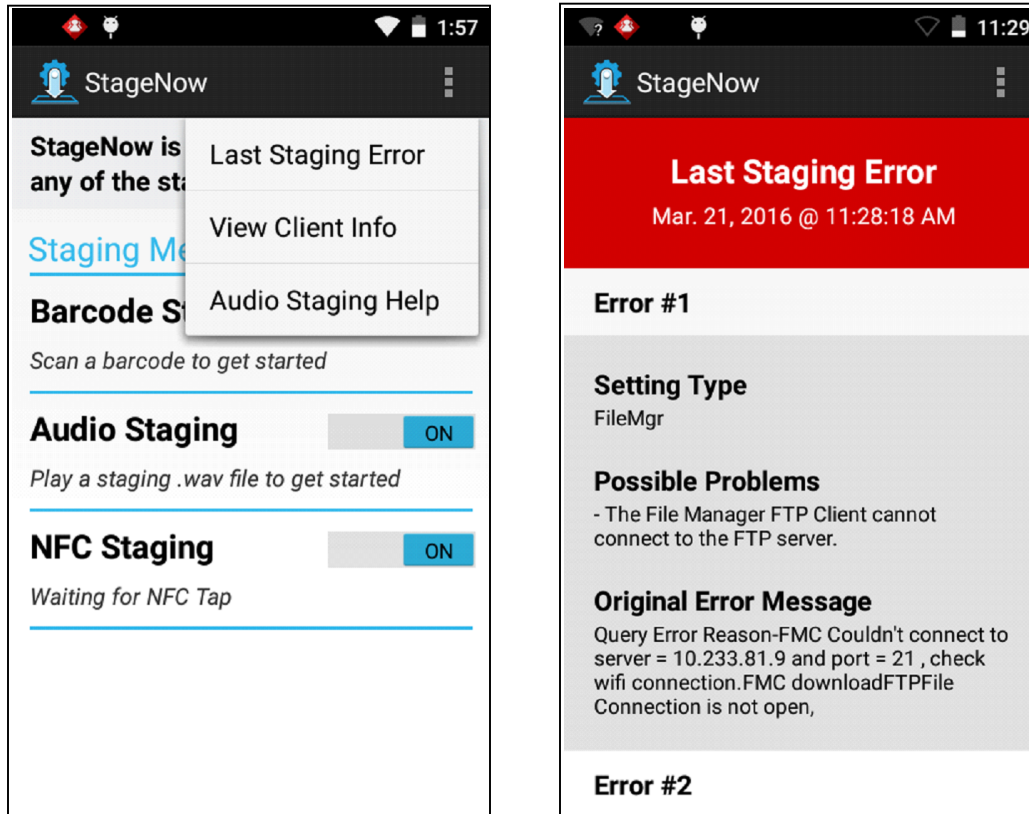 1:57
StageNow
StageNow is
any of the sta
Last Staging Error
View Client Info
Audio Staging Help
Staging Me
Barcode St
Scan a barcode to get started
Audio Staging ON
Play a staging .wav file to get started
NFC Staging ON
Waiting for NFC Tap
? 11:29
StageNow
Last Staging Error
Mar. 21, 2016 @ 11:28:18 AM
Error #1
Setting Type
FileMgr
Possible Problems
- The File Manager FTP Client cannot
connect to the FTP server.
Original Error Message
Query Error Reason-FMC Couldn't connect to
server = 10.233.81.9 and port = 21 , check
wifi connection.FMC downloadFTPFile
Connection is not open,
Error #2